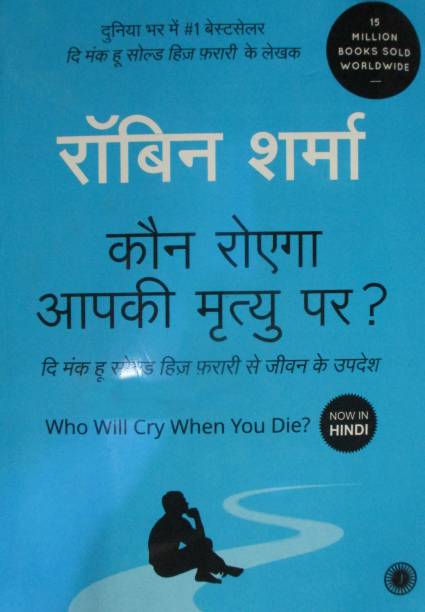 दुनिया भर में #1 बेस्टसेलर
दि मंक हू सोल्ड हिज़ फ़रारी के लेखक
15
MILLION
BOOKS SOLD
WORLDWIDE
रॉबिन शर्मा
कौन रोएगा
आपकी मृत्यु पर?
दि मंक हू सोल्ड हिज़ फ़रारी से जीवन के उपदेश
Who Will Cry When You Die?
NOW IN
HINDI
J